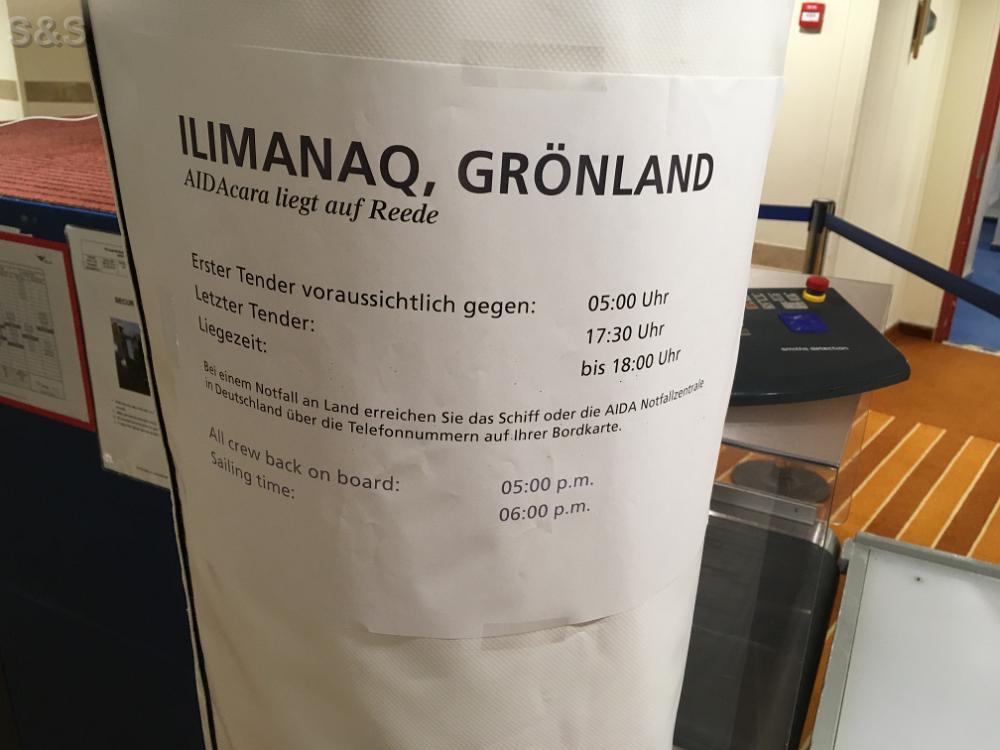 S&S
ILIMANAQ, GRÖNLAND
AIDAcara liegt auf Reede
Erster Tender voraussichtlich gegen: 05:00 Uhr
Letzter Tender: 17:30 Uhr
Liegezeit: bis 18:00 Uhr
Bei einem Notfall an Land erreichen Sie das Schiff oder die AIDA Notfallzentrale
in Deutschland über die Telefonnummern auf Ihrer Bordkarte.
All crew back on board: 05:00 p.m.
Sailing time: 06:00 p.m.
smiths detection